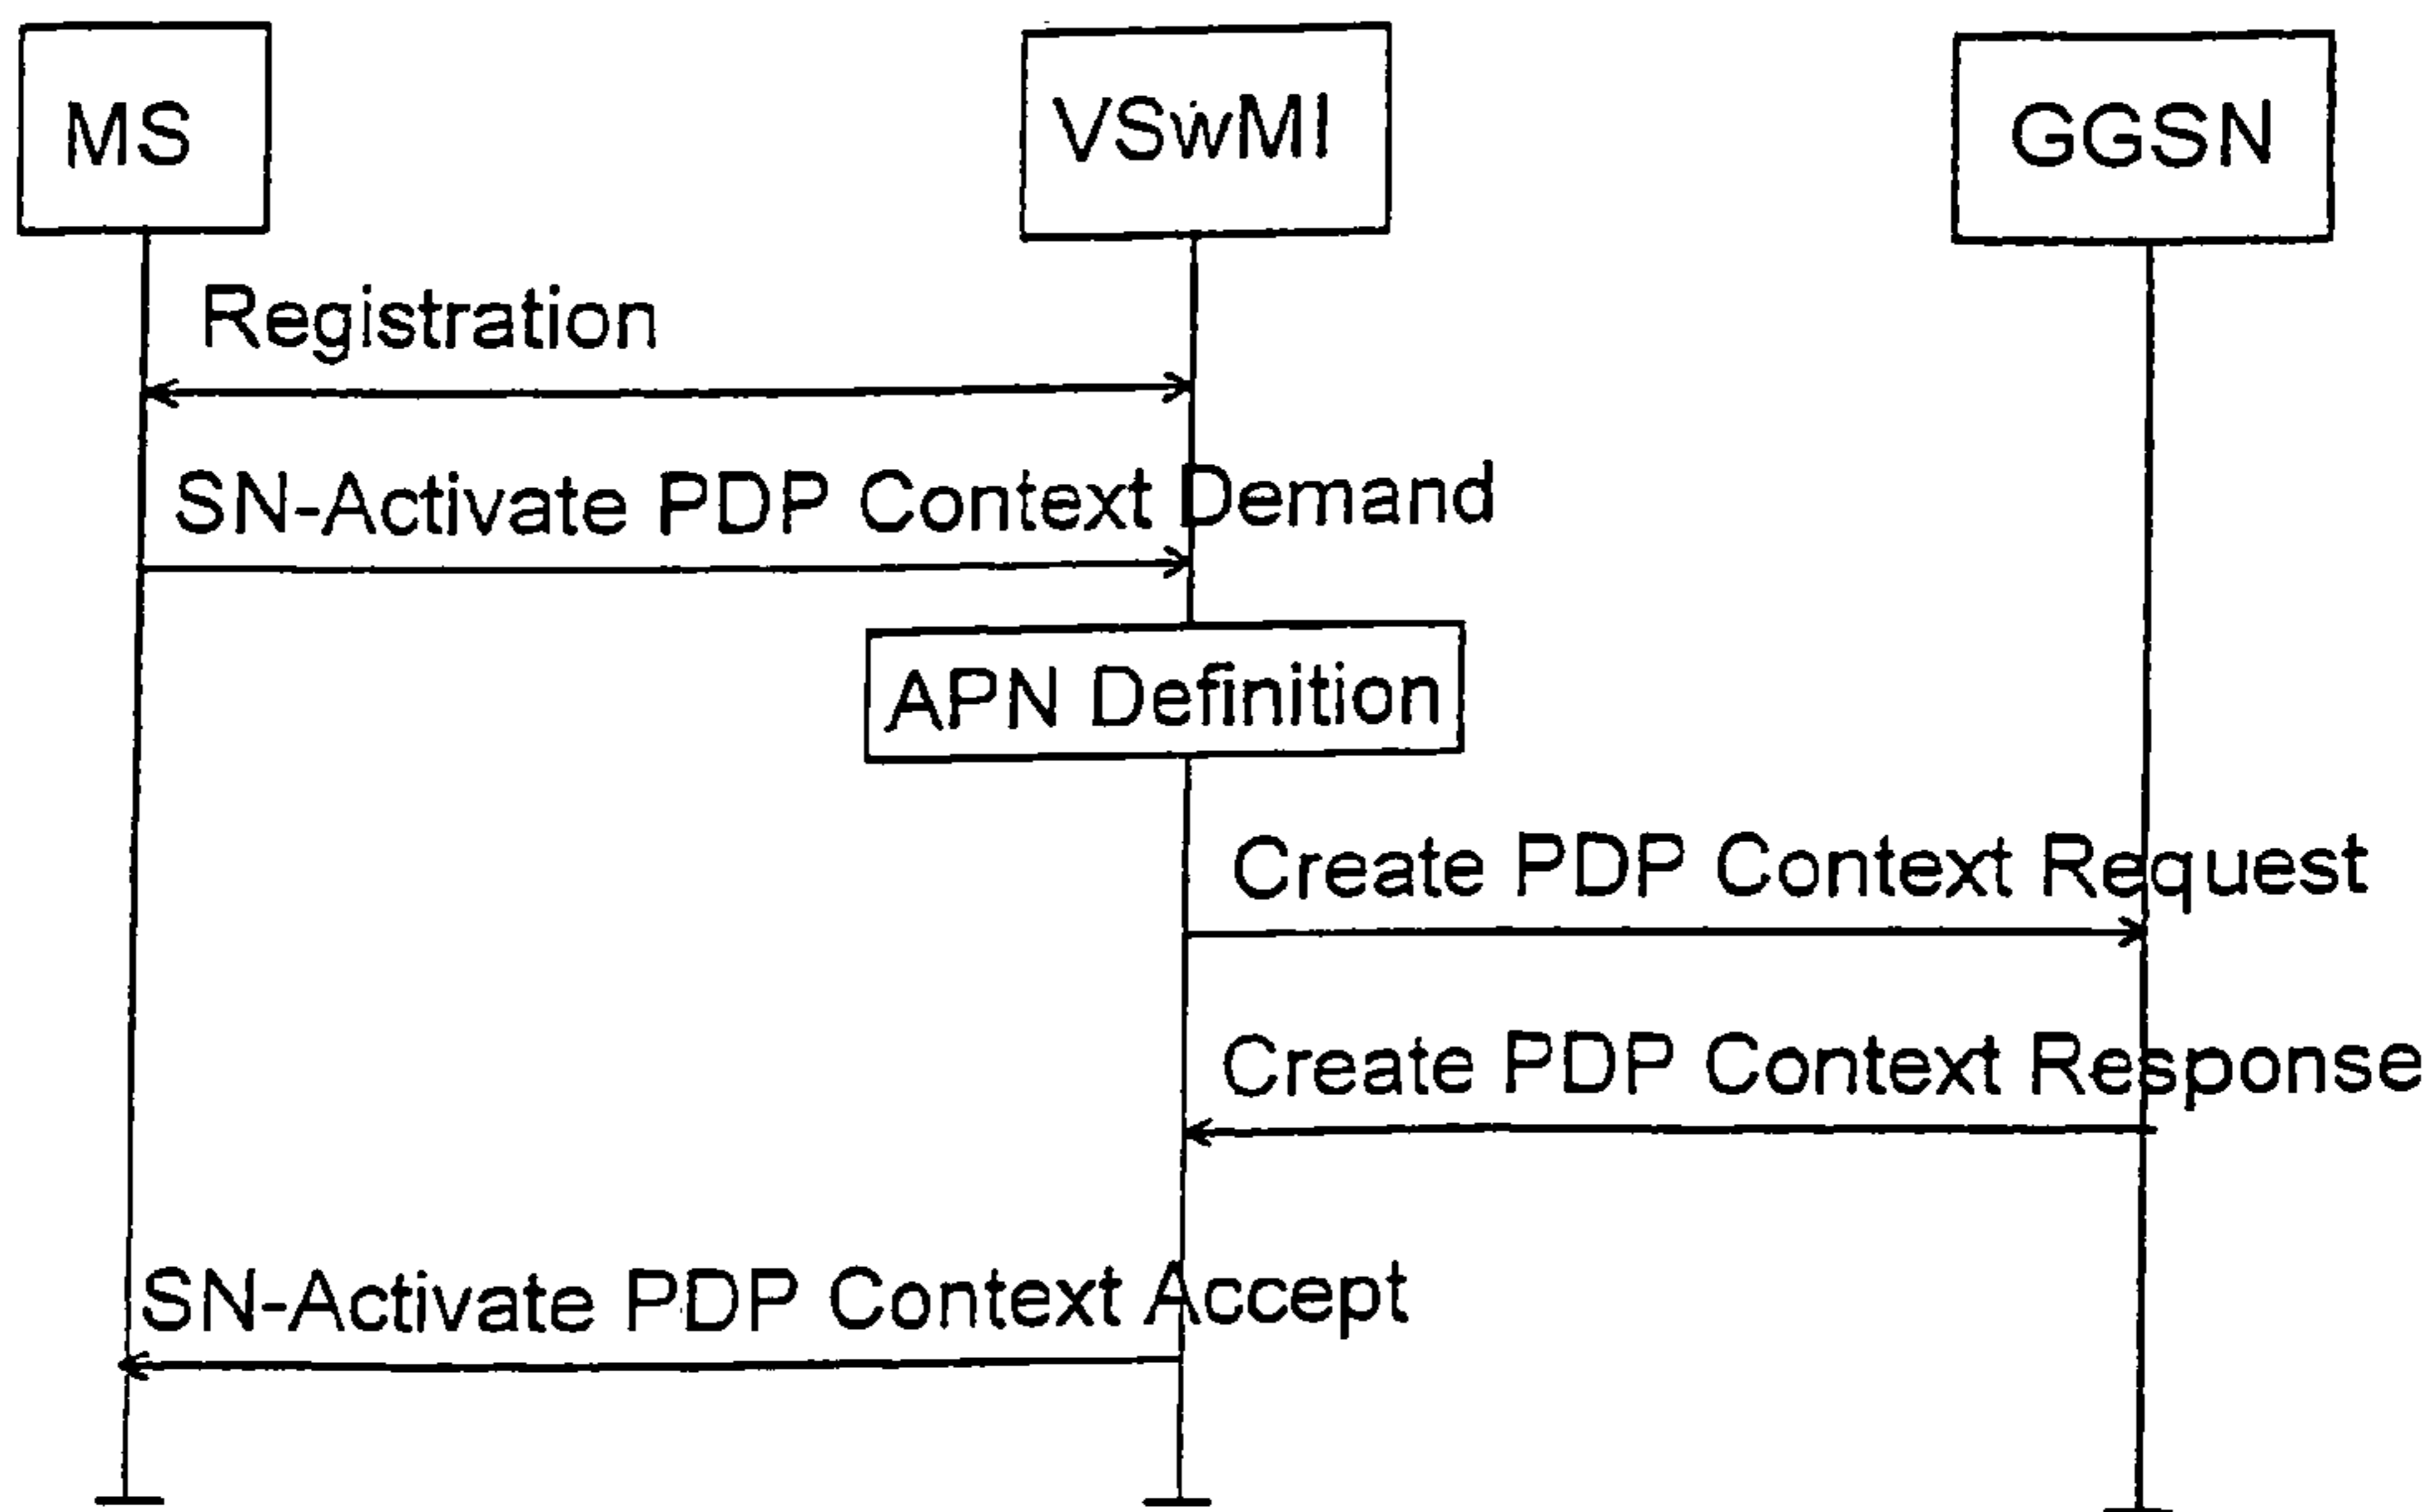 MS
VSwMI
GGSN
Registration
SN-Activate PDP Context Demand
APN Definition
Create PDP Context Request
Create PDP Context Response
SN-Activate PDP Context Accept